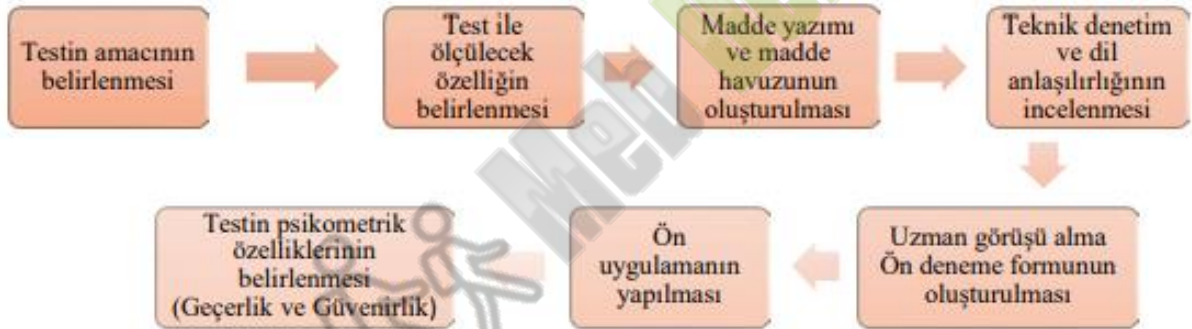 Testin amacının
belirlenmesi
Test ile
ölçülecek
özelliğin
belirlenmesi
Madde yazımı
ve madde
havuzunun
oluşturulması
Teknik denetim
ve dil
anlaşılırlığının
incelenmesi
Uzman görüşü alma
Ön deneme formunun
oluşturulması
Ön
uygulamanın
yapılması
Testin psikometrik
özelliklerinin
belirlenmesi
(Geçerlik ve Güvenirlik)
Meb